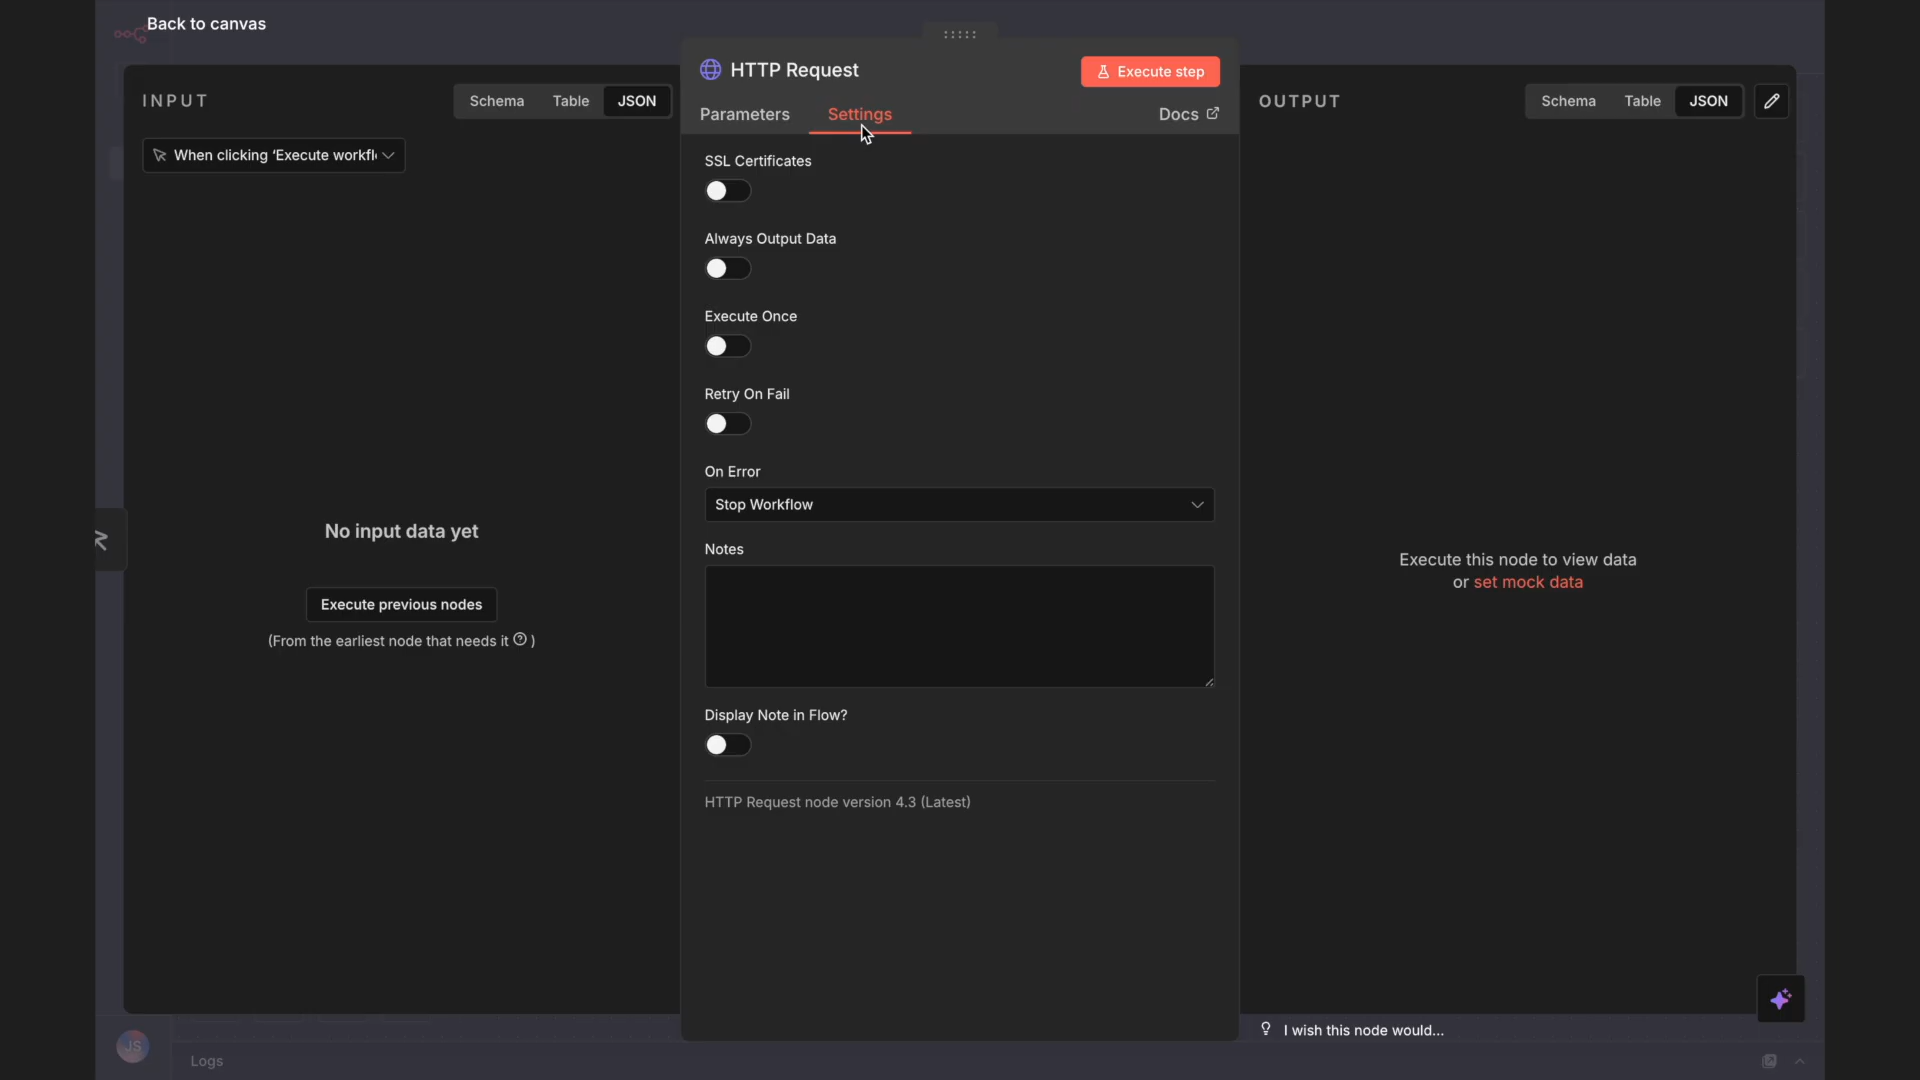 Back to canvas
INPUT
Schema
Table
JSON
When clicking ‘Execute workfl
No input data yet
Execute previous nodes
(From the earliest node that needs it ?)
HTTP Request
Execute step
Parameters
Settings
Docs
SSL Certificates
Always Output Data
Execute Once
Retry On Fail
On Error
Stop Workflow
Notes
Display Note in Flow?
HTTP Request node version 4.3 (Latest)
OUTPUT
Schema
Table
JSON
Execute this node to view data
or set mock data
I wish this node would...
JS
Logs